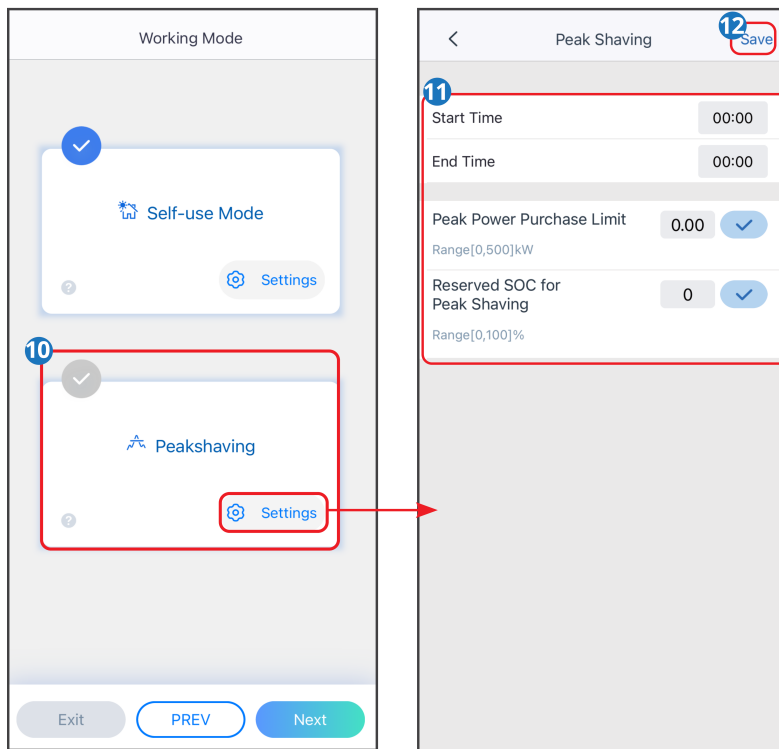 Working Mode
Self-use Mode
?
Settings
10
Peakshaving
?
Settings
Exit
PREV
Next
12
Peak Shaving
Save
11
Start Time
00:00
End Time
00:00
Peak Power Purchase Limit
0.00
Range[0,500]kW
Reserved SOC for
Peak Shaving
0
Range[0,100]%